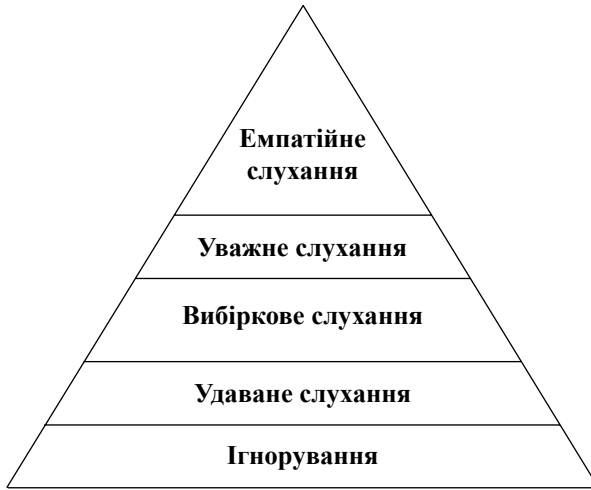 Емпатійне
слухання
Уважне слухання
Вибіркове слухання
Удаване слухання
Ігнорування